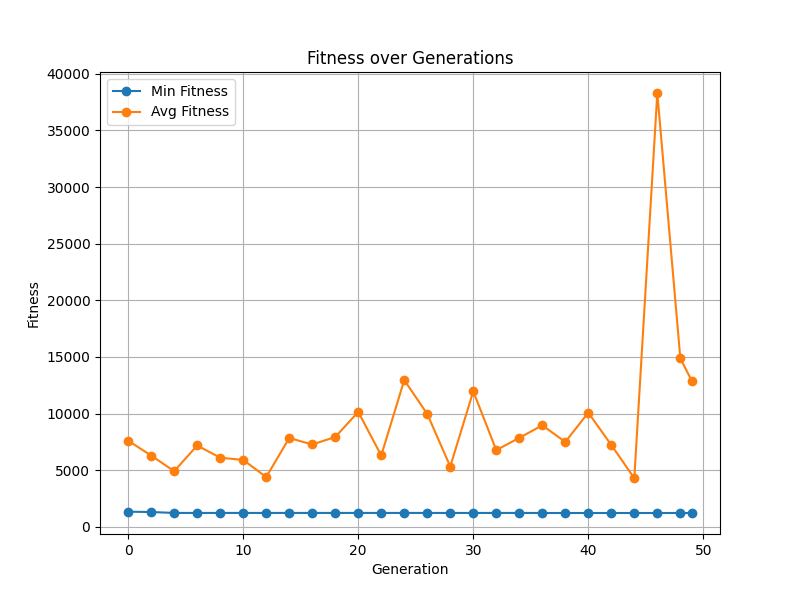 Fitness over Generations
Min Fitness
Avg Fitness
40000
35000
30000
25000
20000
15000
10000
5000
0
Fitness
0 10 20 30 40 50
Generation